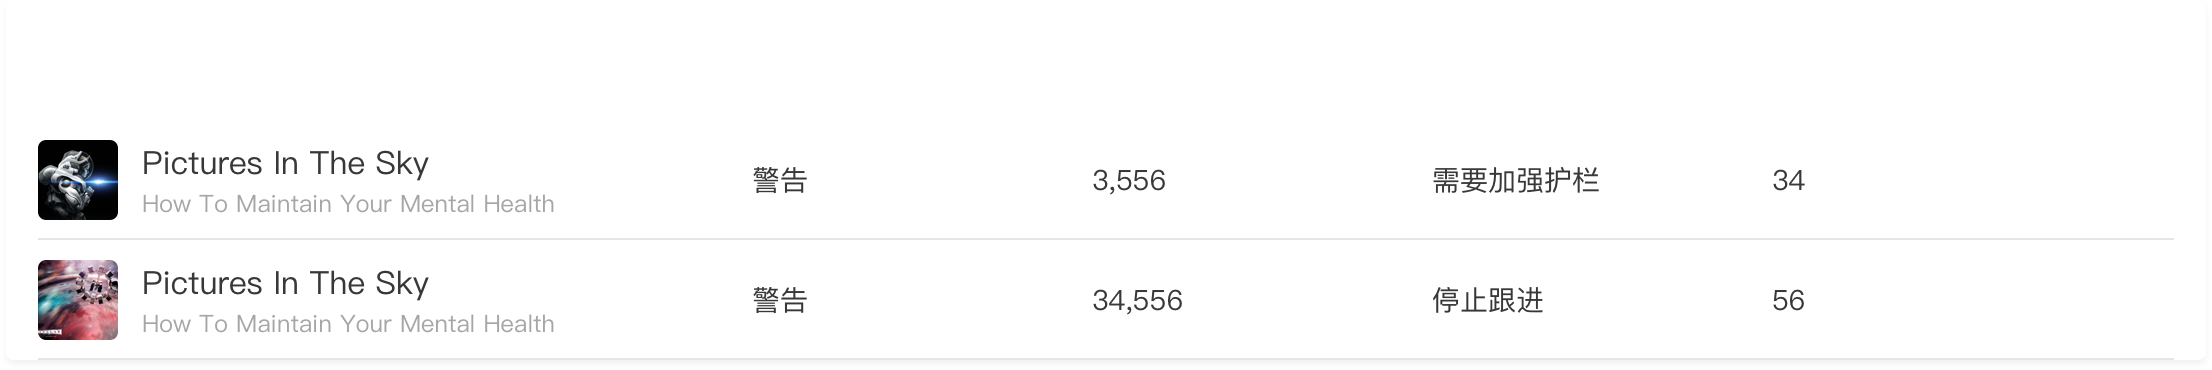 Pictures In The Sky
How To Maintain Your Mental Health
警告
3,556
需要加强护栏
34
Pictures In The Sky
How To Maintain Your Mental Health
警告
34,556
停止跟进
56